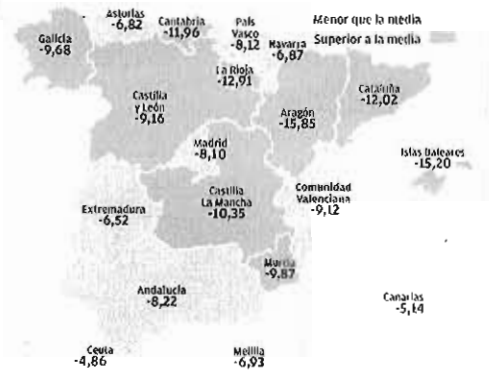 Asturias
-6,82
Cantabria
-11,96
País
Vasco
-8,12
Menor que la media
Superior a la media
Galicia
-9,68
Navarra
-6,87
La Rioja
-12,91
Castilla
y León
-9,16
Aragón
-15,85
Cataluña
-12,02
Madrid
-8,10
Islas Baleares
-15,20
Castilla
La Mancha
-10,35
Comunidad
Valenciana
-9,12
Extremadura
-6,52
Murcia
-9,87
Andalucía
-8,22
Canarias
-5,14
Ceuta
-4,86
Melilla
-6,93